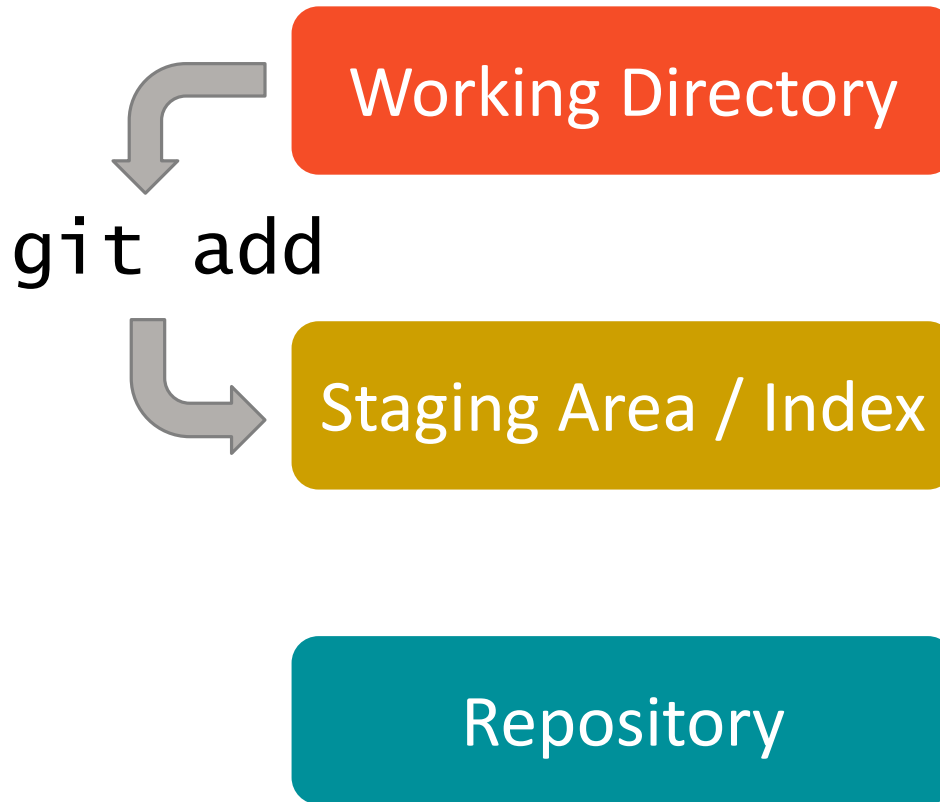 Working Directory
git add
Staging Area / Index
Repository